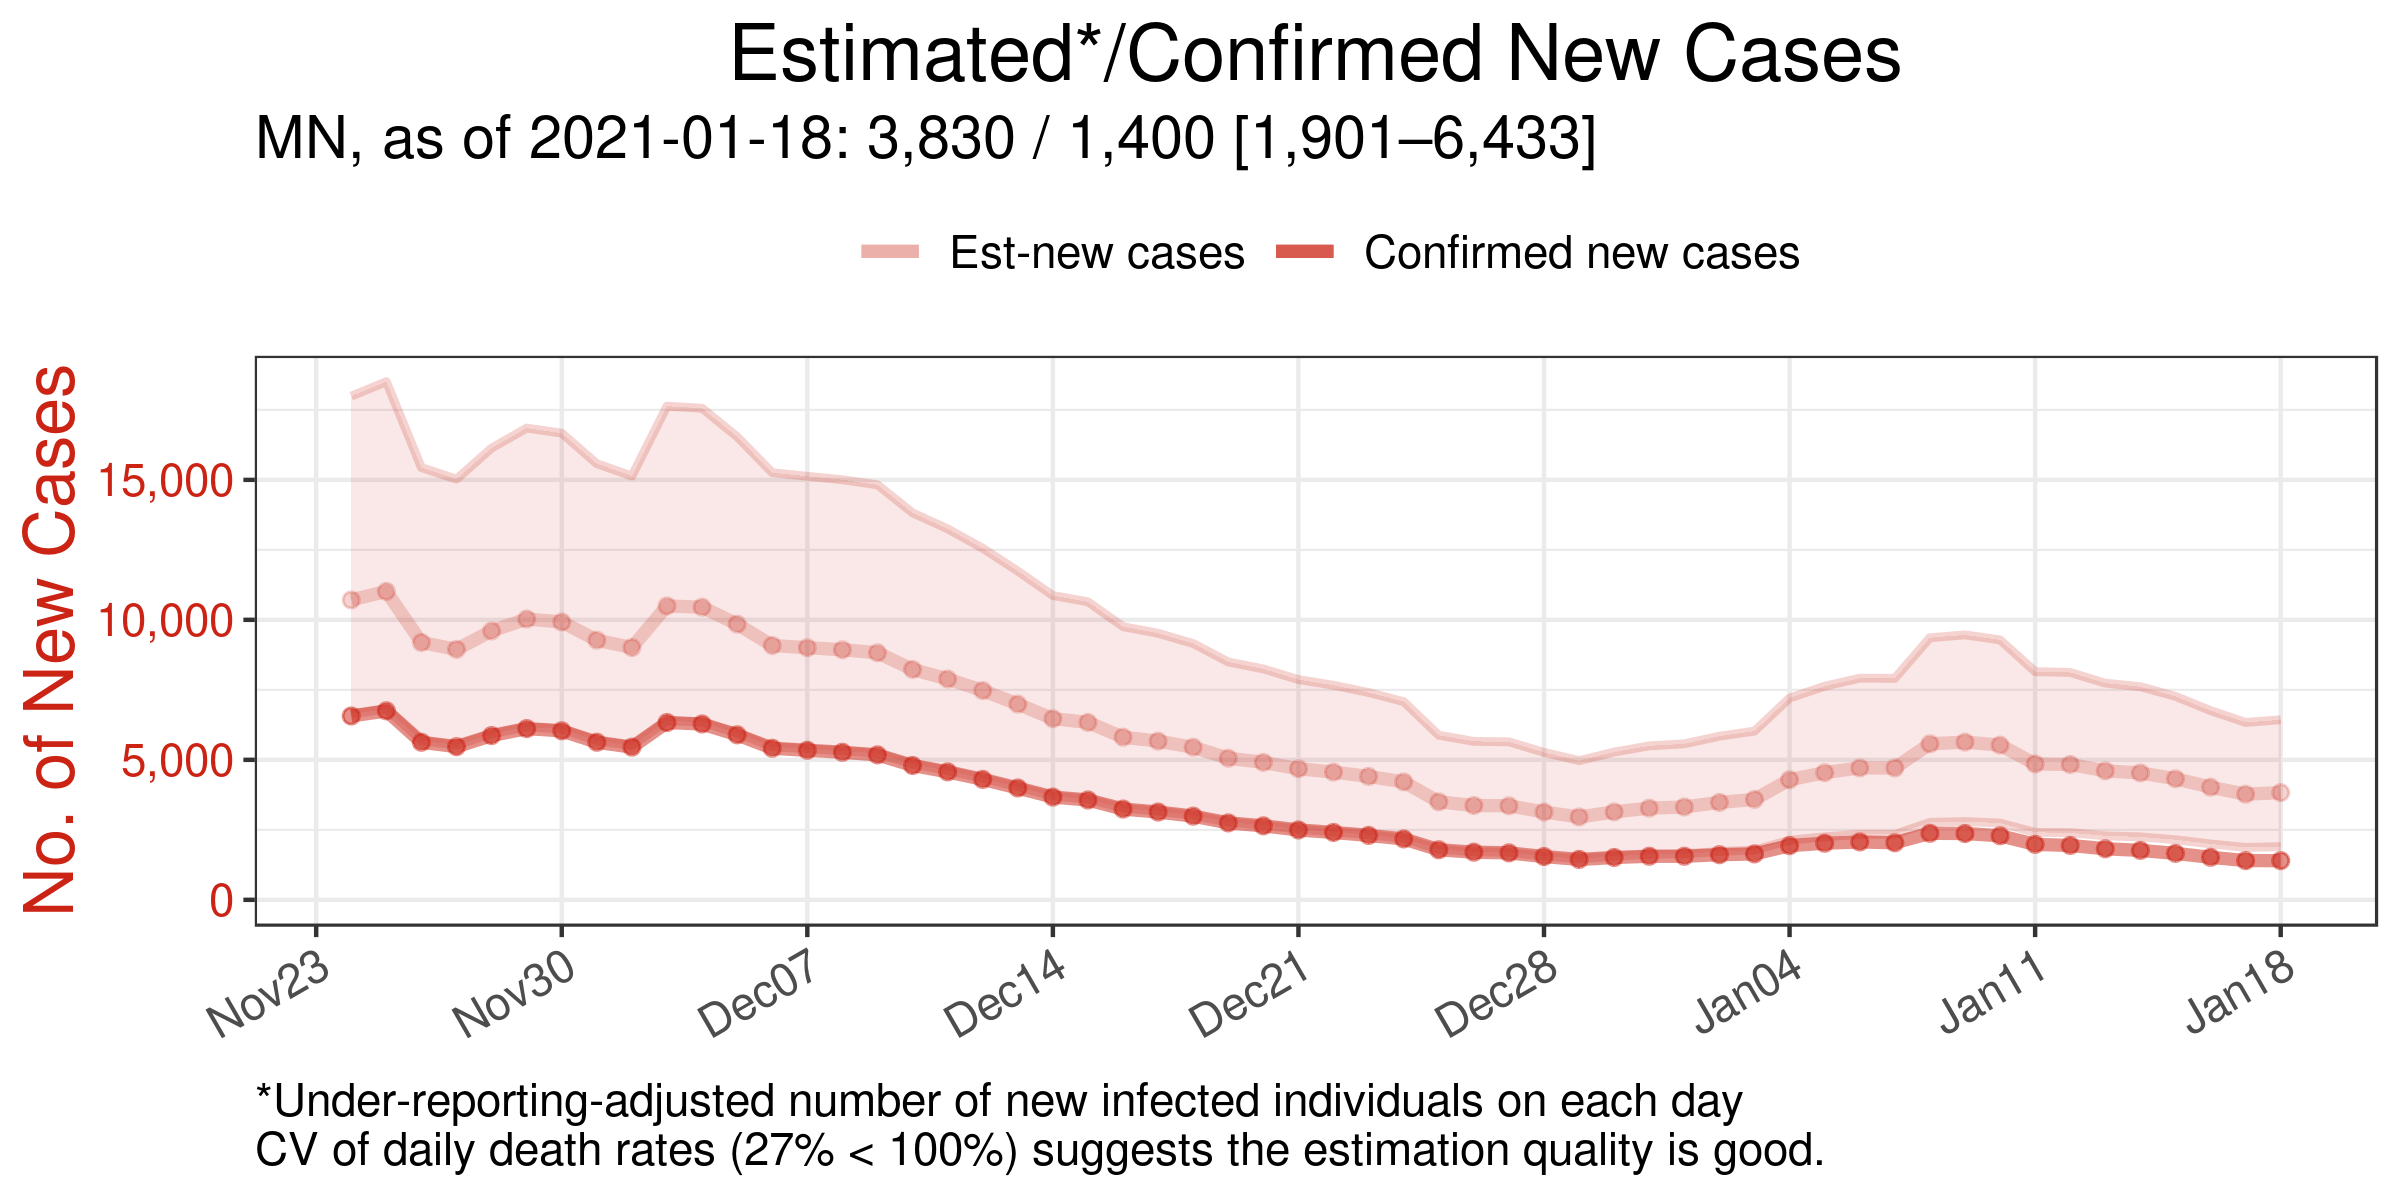 Estimated*/Confirmed New Cases
MN, as of 2021-01-18: 3,830 / 1,400 [1,901–6,433]
Est-new cases
Confirmed new cases
No. of New Cases
15,000
10,000
5,000
0
Nov23
Nov30
Dec07
Dec14
Dec21
Dec28
Jan04
Jan11
Jan18
*Under-reporting-adjusted number of new infected individuals on each day
CV of daily death rates (27% < 100%) suggests the estimation quality is good.